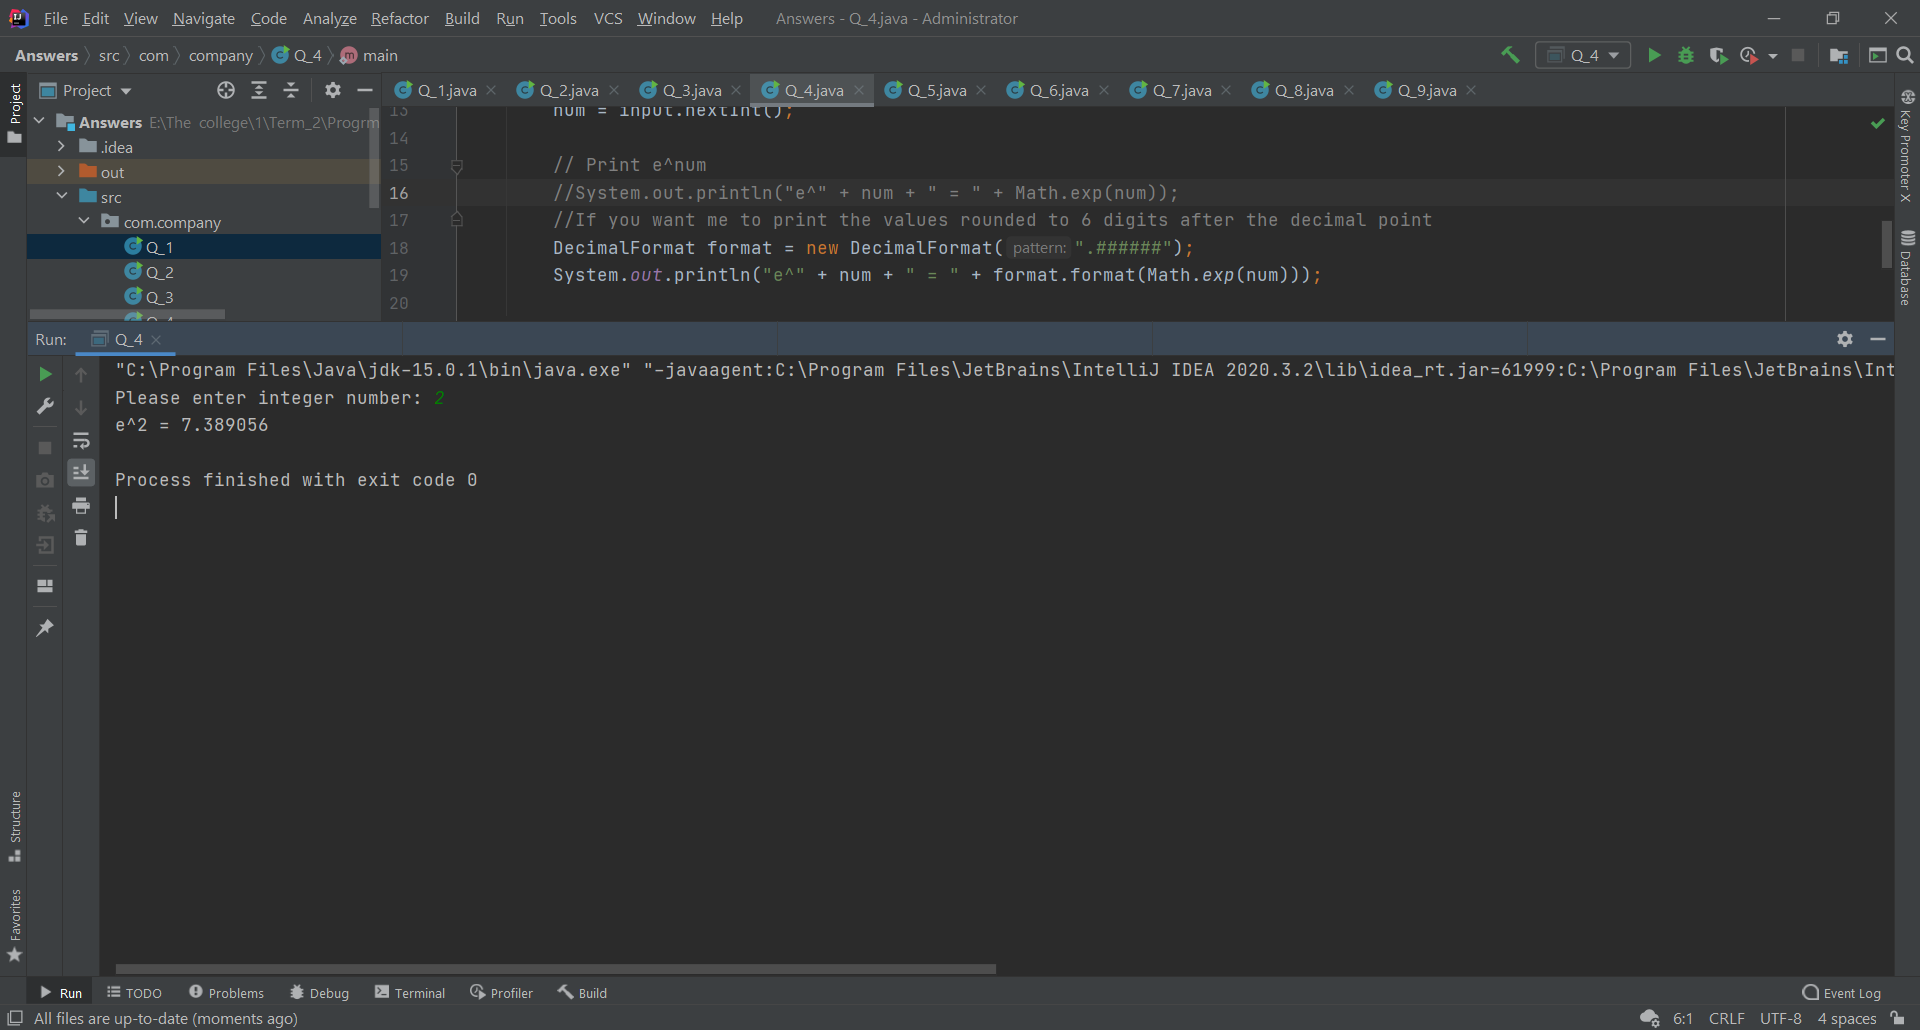 File Edit View Navigate Code Analyze Refactor Build Run Tools VCS Window Help Answers - Q_4.java - Administrator
Answers src com company Q_4 m main Q_4
Project
Project
Q_1.java Q_2.java Q_3.java Q_4.java Q_5.java Q_6.java Q_7.java Q_8.java Q_9.java
Answers E:\The college\1\Term_2\Progrm
.idea
out
src
com.company
Q_1
Q_2
Q_3
Q_4
13 num = input.nextInt();
14
15 // Print e^num
16 //System.out.println("e^" + num + " = " + Math.exp(num));
17 //If you want me to print the values rounded to 6 digits after the decimal point
18 DecimalFormat format = new DecimalFormat( pattern: ".######");
19 System.out.println("e^" + num + " = " + format.format(Math.exp(num)));
20
Key Promoter X
Database
Run: Q_4
"C:\Program Files\Java\jdk-15.0.1\bin\java.exe" "-javaagent:C:\Program Files\JetBrains\IntelliJ IDEA 2020.3.2\lib\idea_rt.jar=61999:C:\Program Files\JetBrains\Int
Please enter integer number: 2
e^2 = 7.389056
Process finished with exit code 0
Structure
Favorites
Run TODO Problems Debug Terminal Profiler Build Event Log
All files are up-to-date (moments ago) 6:1 CRLF UTF-8 4 spaces